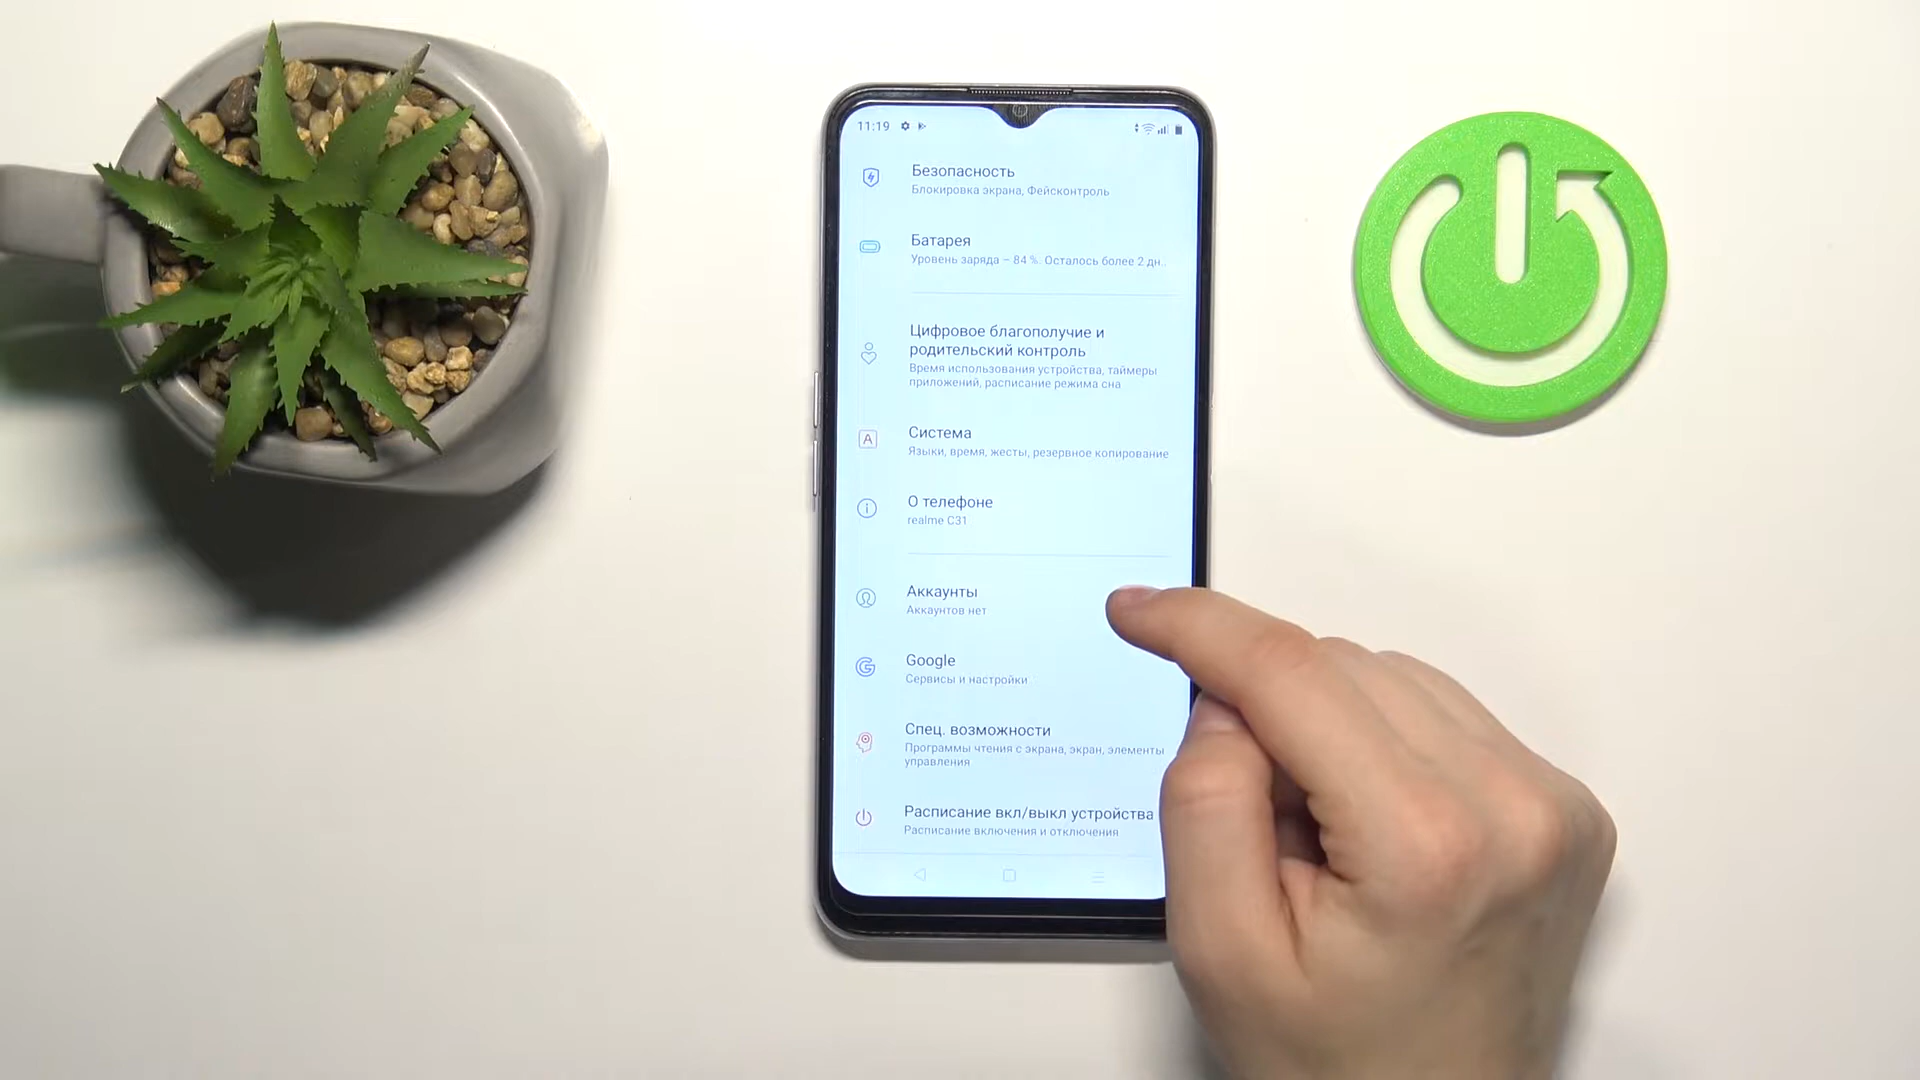 11:19
Безопасность
Блокировка экрана, Фейсконтроль
Батарея
Уровень заряда – 84 %. Осталось более 2 дн..
Цифровое благополучие и
родительский контроль
Время использования устройства, таймеры
приложений, расписание режима сна
A
Система
Языки, время, жесты, резервное копирование
О телефоне
realme C31
Аккаунты
Аккаунтов нет
Google
Сервисы и настройки
Спец. возможности
Программы чтения с экрана, экран, элементы
управления
Расписание вкл/выкл устройства
Расписание включения и отключения